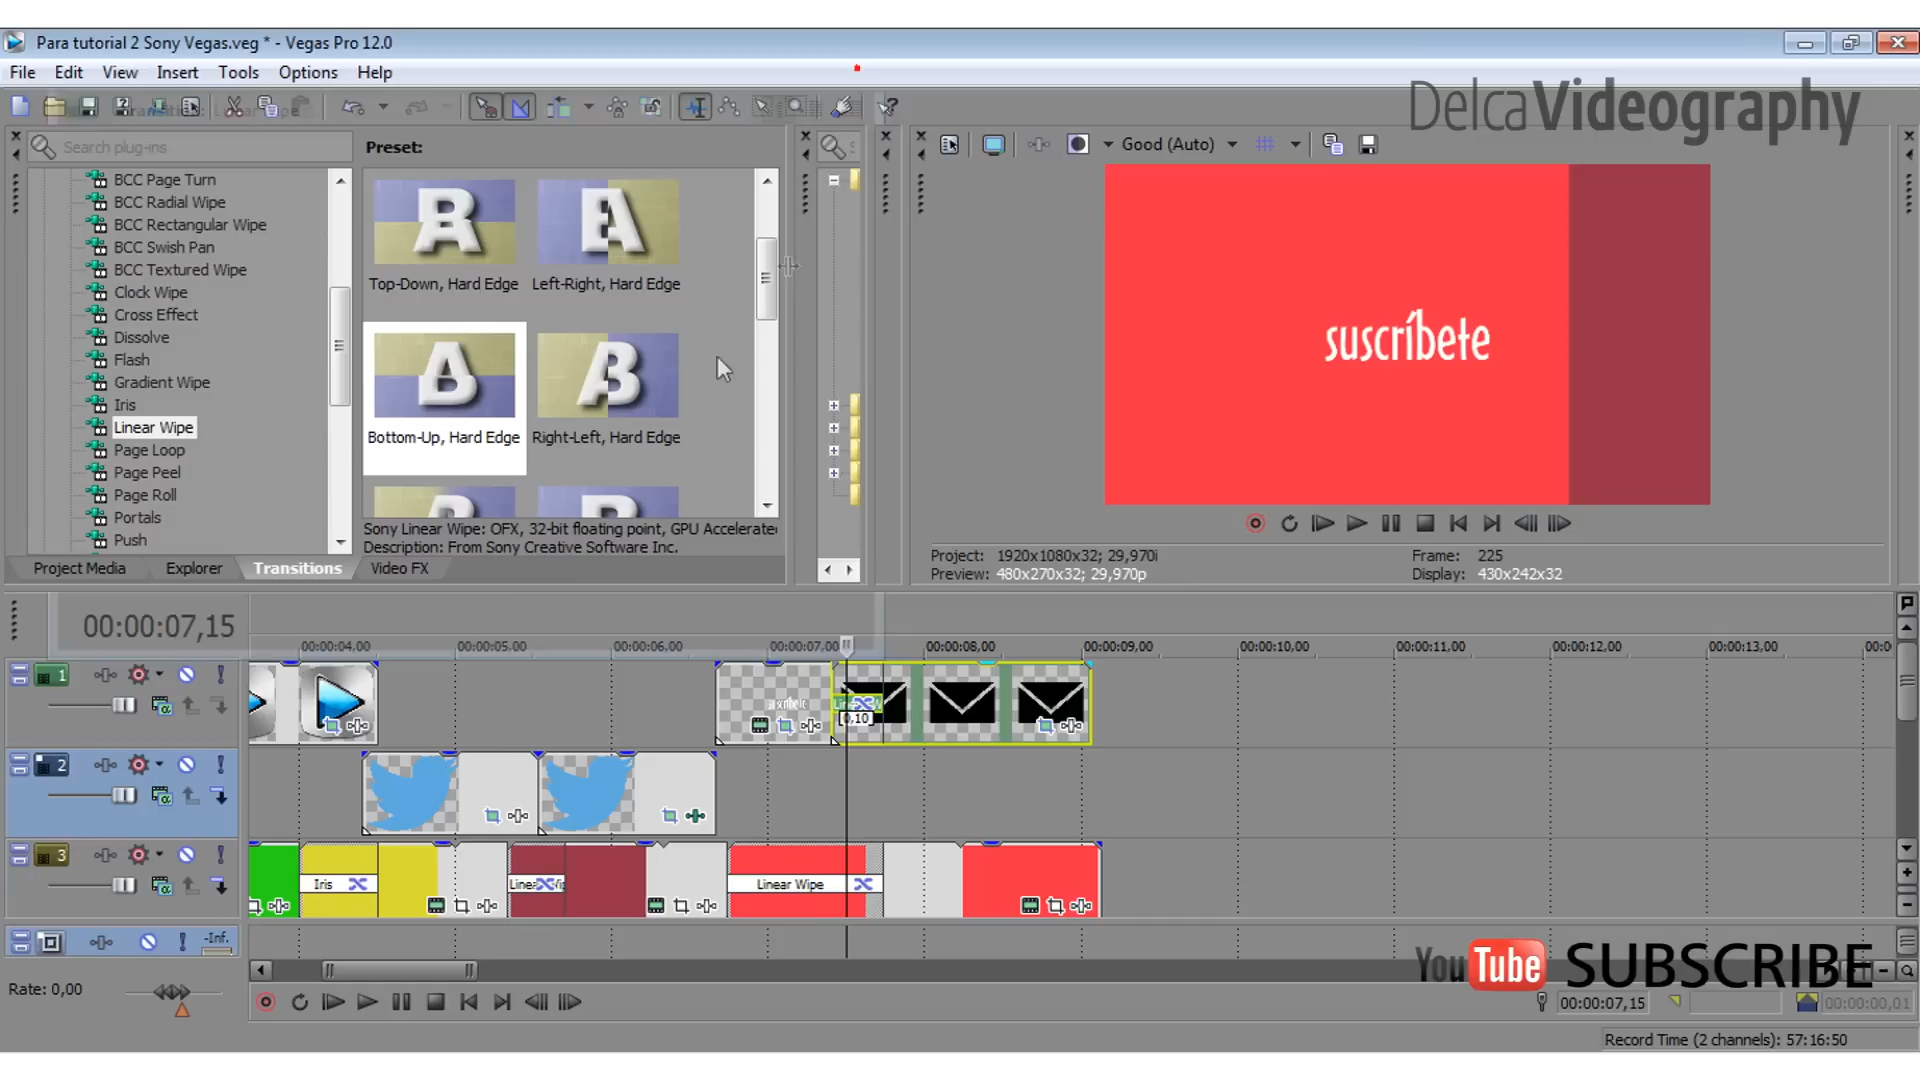 Para tutorial 2 Sony Vegas.veg * - Vegas Pro 12.0
File Edit View Insert Tools Options Help
DelcaVideography
Search plug-ins
Preset:
Good (Auto)
BCC Page Turn
BCC Radial Wipe
BCC Rectangular Wipe
BCC Swish Pan
BCC Textured Wipe
Clock Wipe
Cross Effect
Dissolve
Flash
Gradient Wipe
Iris
Linear Wipe
Page Loop
Page Peel
Page Roll
Portals
Push
Top-Down, Hard Edge
Left-Right, Hard Edge
Bottom-Up, Hard Edge
Right-Left, Hard Edge
Sony Linear Wipe: OFX, 32-bit floating point, GPU Accelerated
Description: From Sony Creative Software Inc.
suscríbete
Project: 1920x1080x32; 29,970i
Frame: 225
Preview: 480x270x32; 29,970p
Display: 430x242x32
Project Media Explorer Transitions Video FX
00:00:07,15
00:00:04,00 00:00:05,00 00:00:06,00 00:00:07,00 00:00:08,00 00:00:09,00 00:00:10,00 00:00:11,00 00:00:12,00 00:00:13,00 00:0
1
suscríbete
0,10
2
3
Iris
Linear Wipe
-Inf.
Rate: 0,00
YouTube SUBSCRIBE
00:00:07,15
00:00:00,01
Record Time (2 channels): 57:16:50